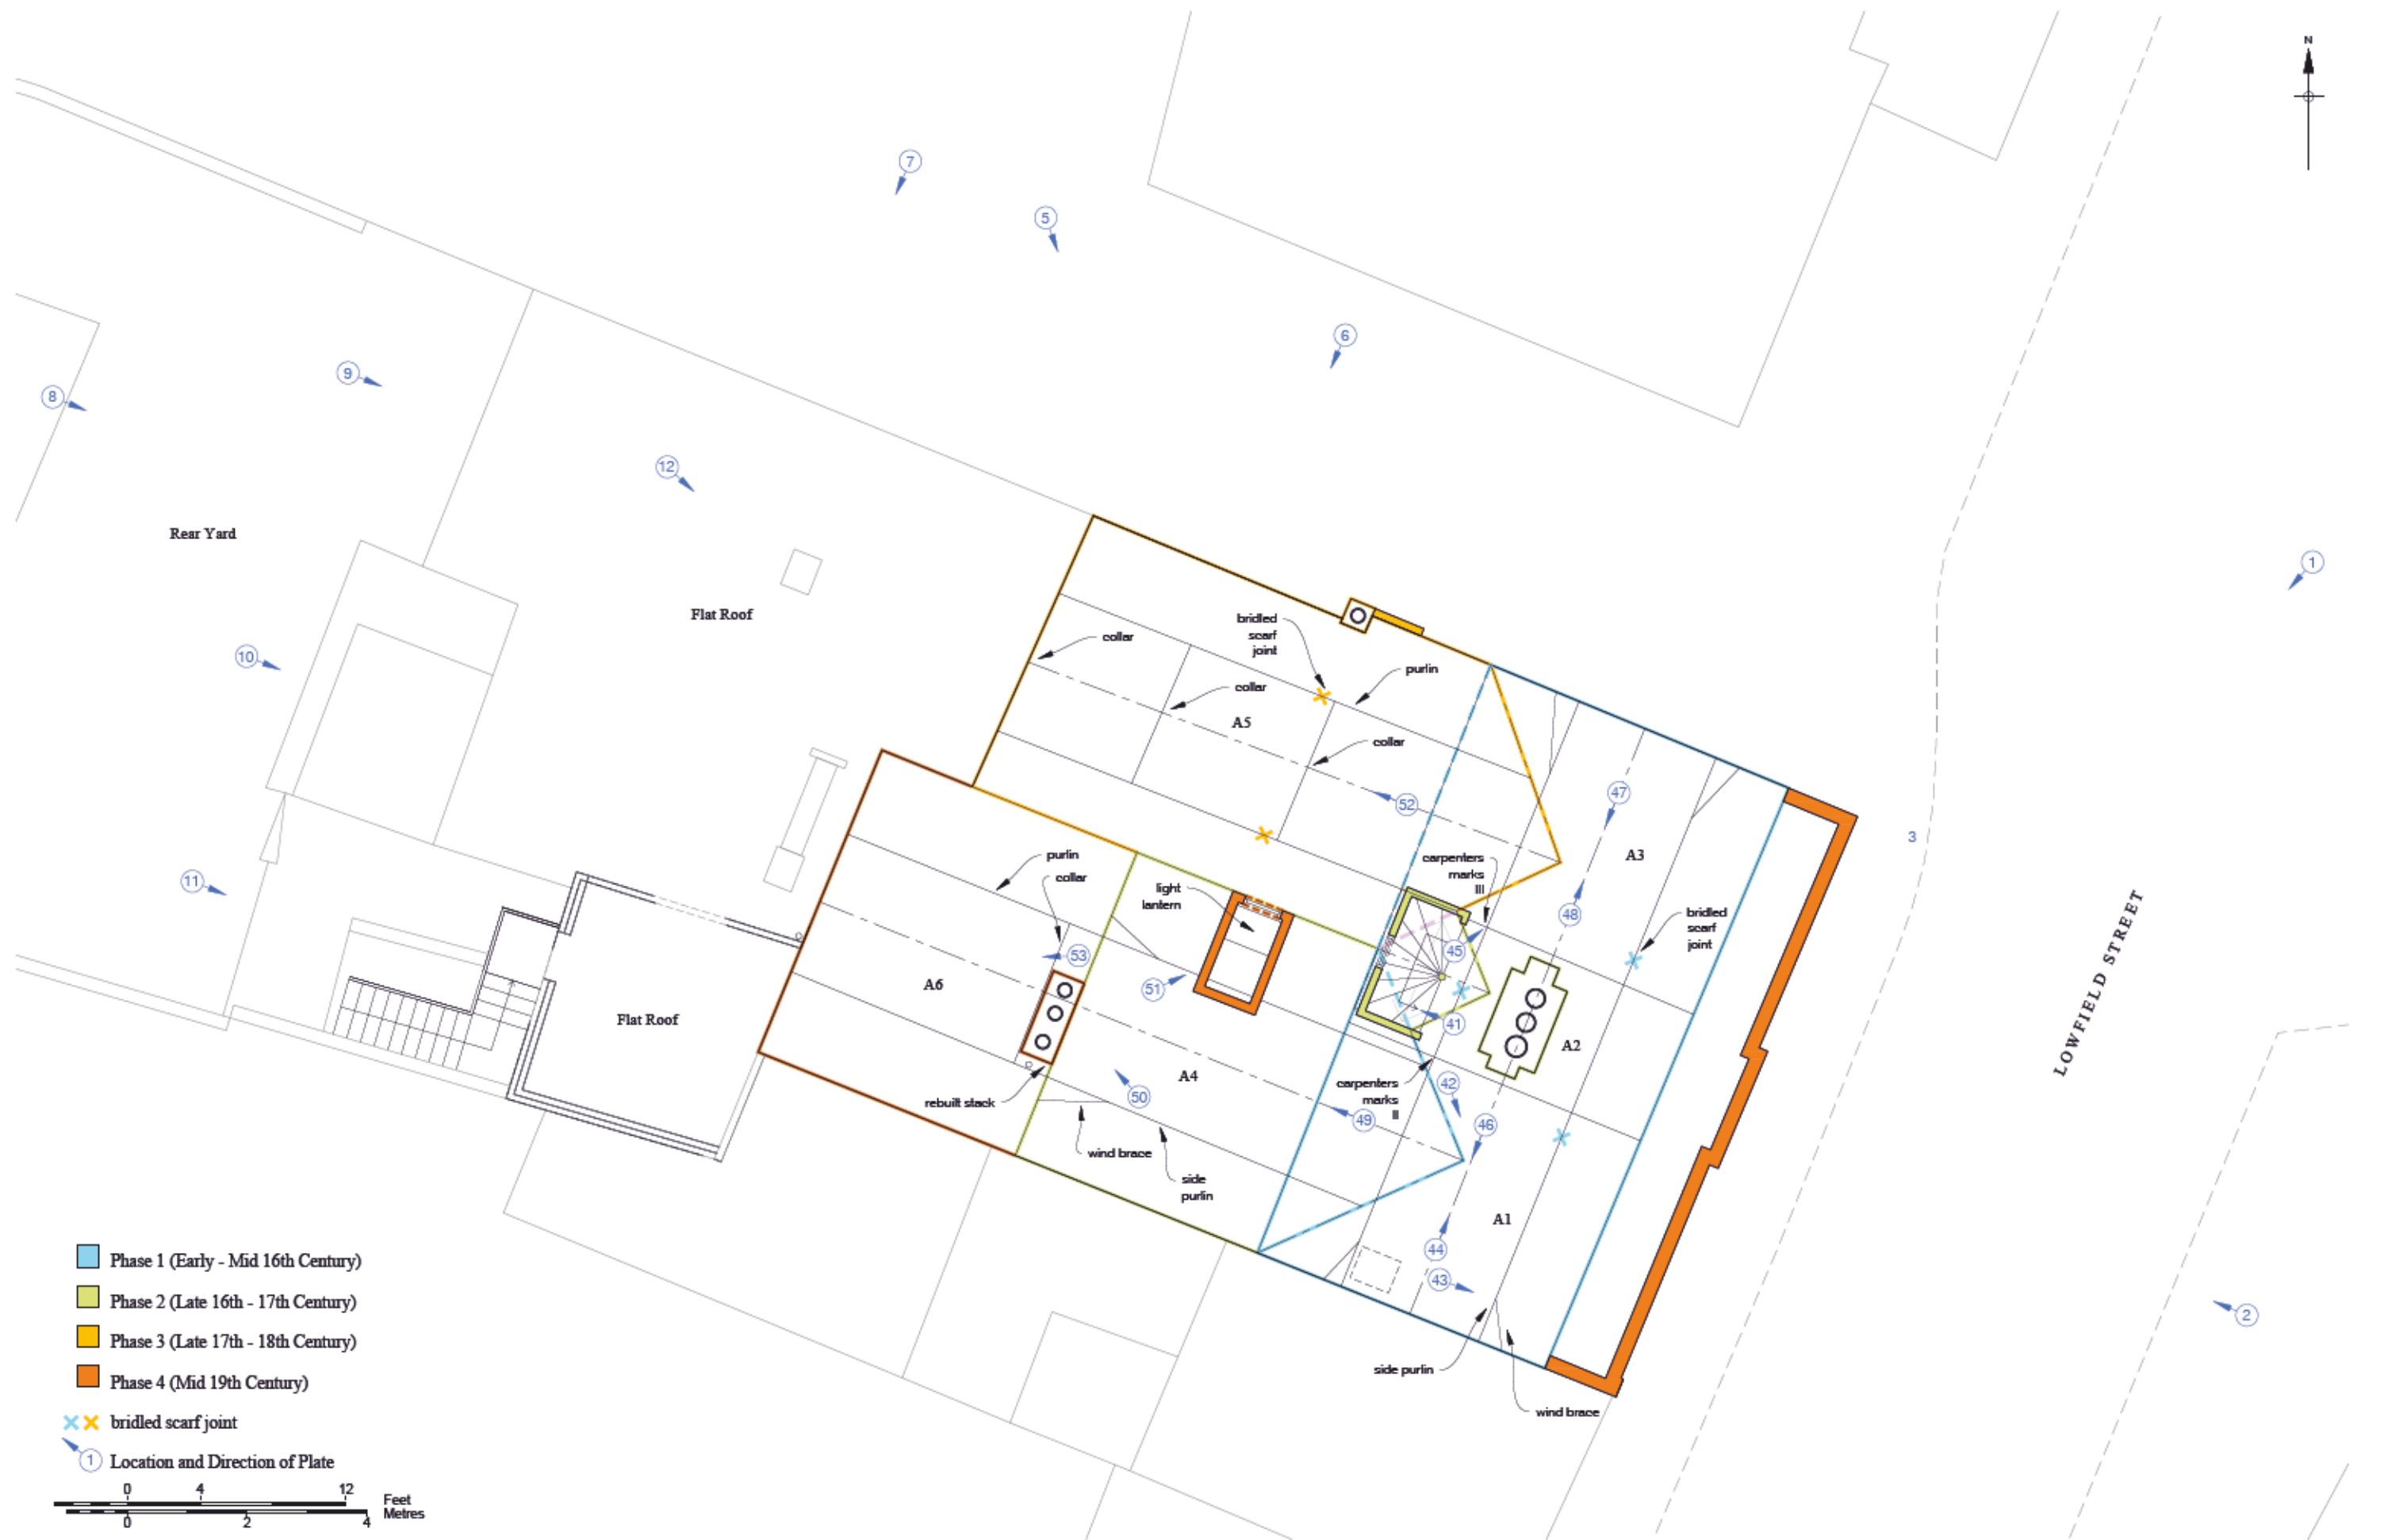 N
7
5
6
9
8
12
Rear Yard
1
Flat Roof
bridled
scarf
joint
collar
purlin
collar
A5
collar
10
52
47
3
purlin
carpenters
marks
III
A3
collar
light
lantern
11
48
bridled
scarf
joint
45
53
51
A6
Flat Roof
41
A2
LOWFIELD STREET
A4
carpenters
marks
II
42
50
rebuilt stack
49
46
wind brace
side
purlin
A1
44
43
2
side purlin
wind brace
Phase 1 (Early - Mid 16th Century)
Phase 2 (Late 16th - 17th Century)
Phase 3 (Late 17th - 18th Century)
Phase 4 (Mid 19th Century)
bridled scarf joint
1 Location and Direction of Plate
0 4 12
Feet
Metres
0 2 4